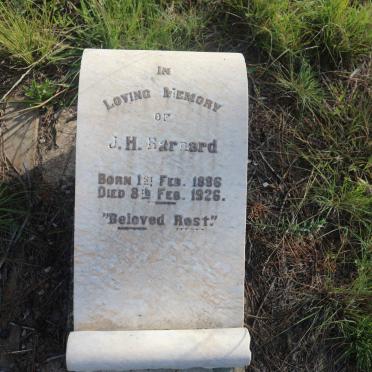 IN
LOVING MEMORY
OF
J.H. Barnard
BORN 1st FEB. 1896
DIED 8th FEB. 1926.
"Beloved Rest."